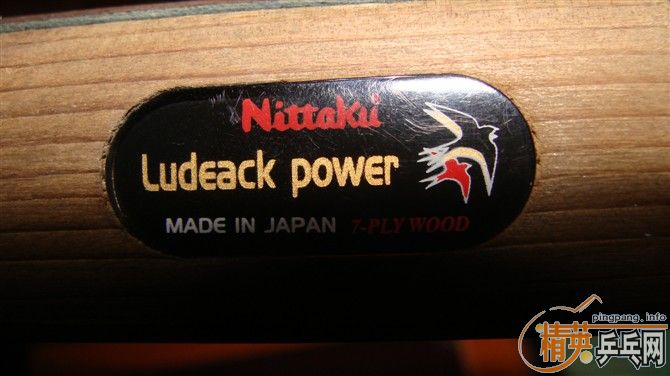 Nittaku
Ludeack power
MADE IN JAPAN 7-PLY WOOD
pingpang.info
精英乒乓网